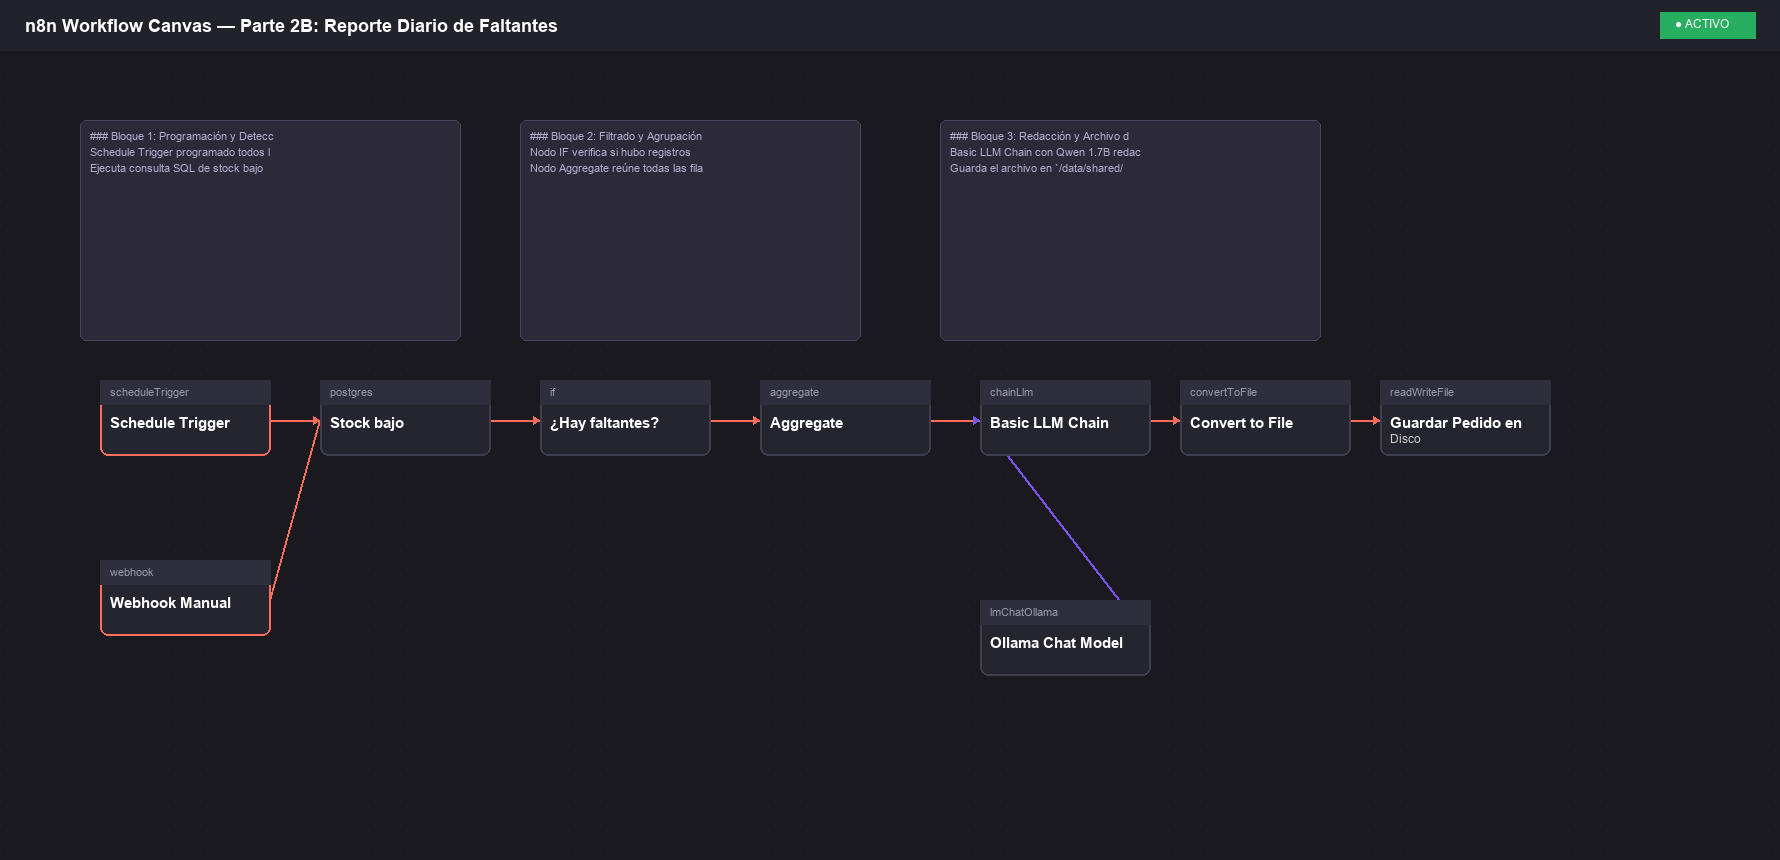 n8n Workflow Canvas — Parte 2B: Reporte Diario de Faltantes
● ACTIVO
### Bloque 1: Programación y Detecc
Schedule Trigger programado todos l
Ejecuta consulta SQL de stock bajo
### Bloque 2: Filtrado y Agrupación
Nodo IF verifica si hubo registros
Nodo Aggregate reúne todas las fila
### Bloque 3: Redacción y Archivo d
Basic LLM Chain con Qwen 1.7B redac
Guarda el archivo en `/data/shared/
scheduleTrigger
Schedule Trigger
postgres
Stock bajo
if
¿Hay faltantes?
aggregate
Aggregate
chainLlm
Basic LLM Chain
convertToFile
Convert to File
readWriteFile
Guardar Pedido en
Disco
webhook
Webhook Manual
lmChatOllama
Ollama Chat Model